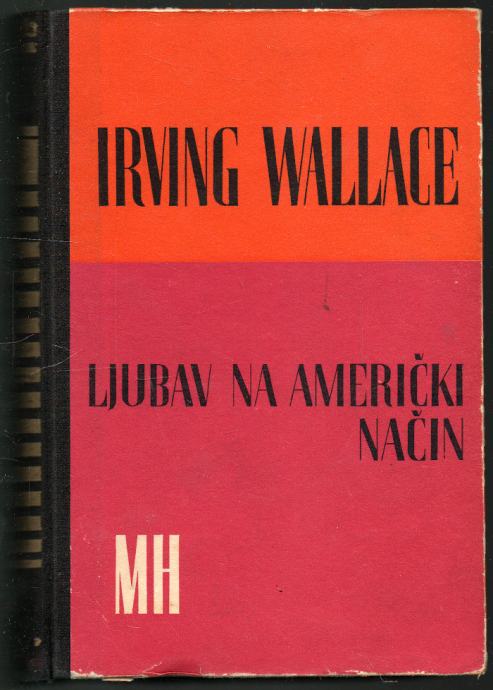 IRVING WALLACE
LJUBAV NA AMERIČKI
NAČIN
MH